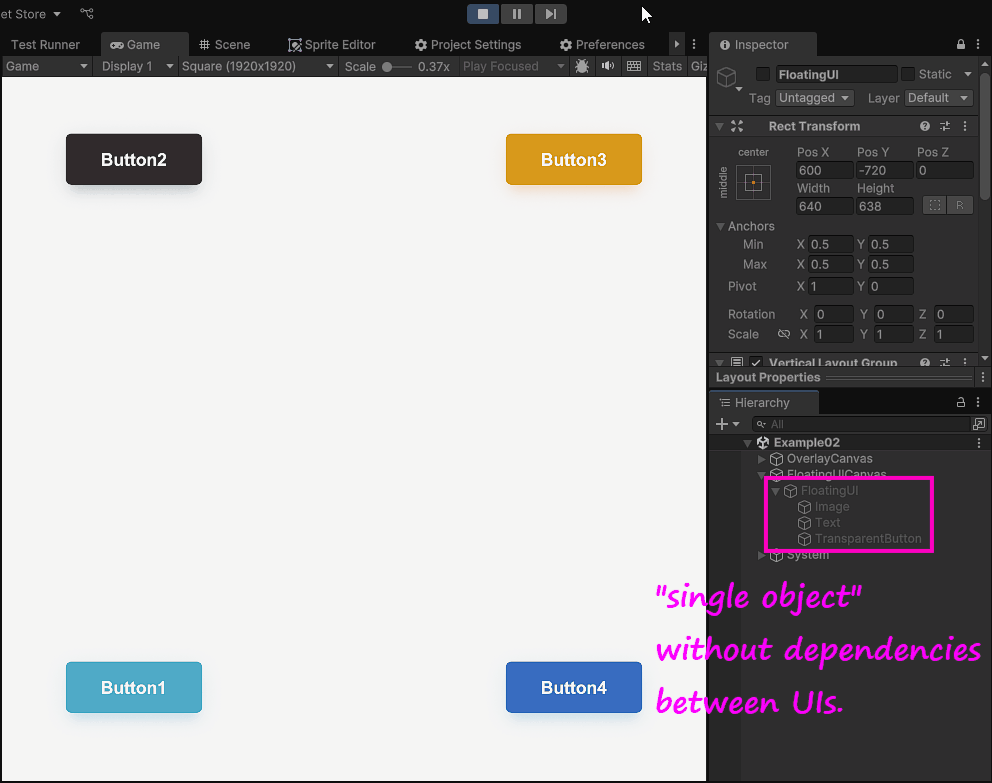 et Store
Test Runner
Game
Scene
Sprite Editor
Project Settings
Preferences
Inspector
Game
Display 1
Square (1920x1920)
Scale
0.37x
Play Focused
Stats
Giz
FloatingUI
Static
Tag
Untagged
Layer
Default
Rect Transform
center
middle
Pos X
Pos Y
Pos Z
600
-720
0
Width
Height
640
638
R
Anchors
Min
X 0.5
Y 0.5
Max
X 0.5
Y 0.5
Pivot
X 1
Y 0
Rotation
X 0
Y 0
Z 0
Scale
X 1
Y 1
Z 1
Vertical Layout Group
Layout Properties
Hierarchy
All
Example02
OverlayCanvas
FloatingUICanvas
FloatingUI
Image
Text
TransparentButton
System
Button2
Button3
Button1
Button4
"single object"
without dependencies
between UIs.